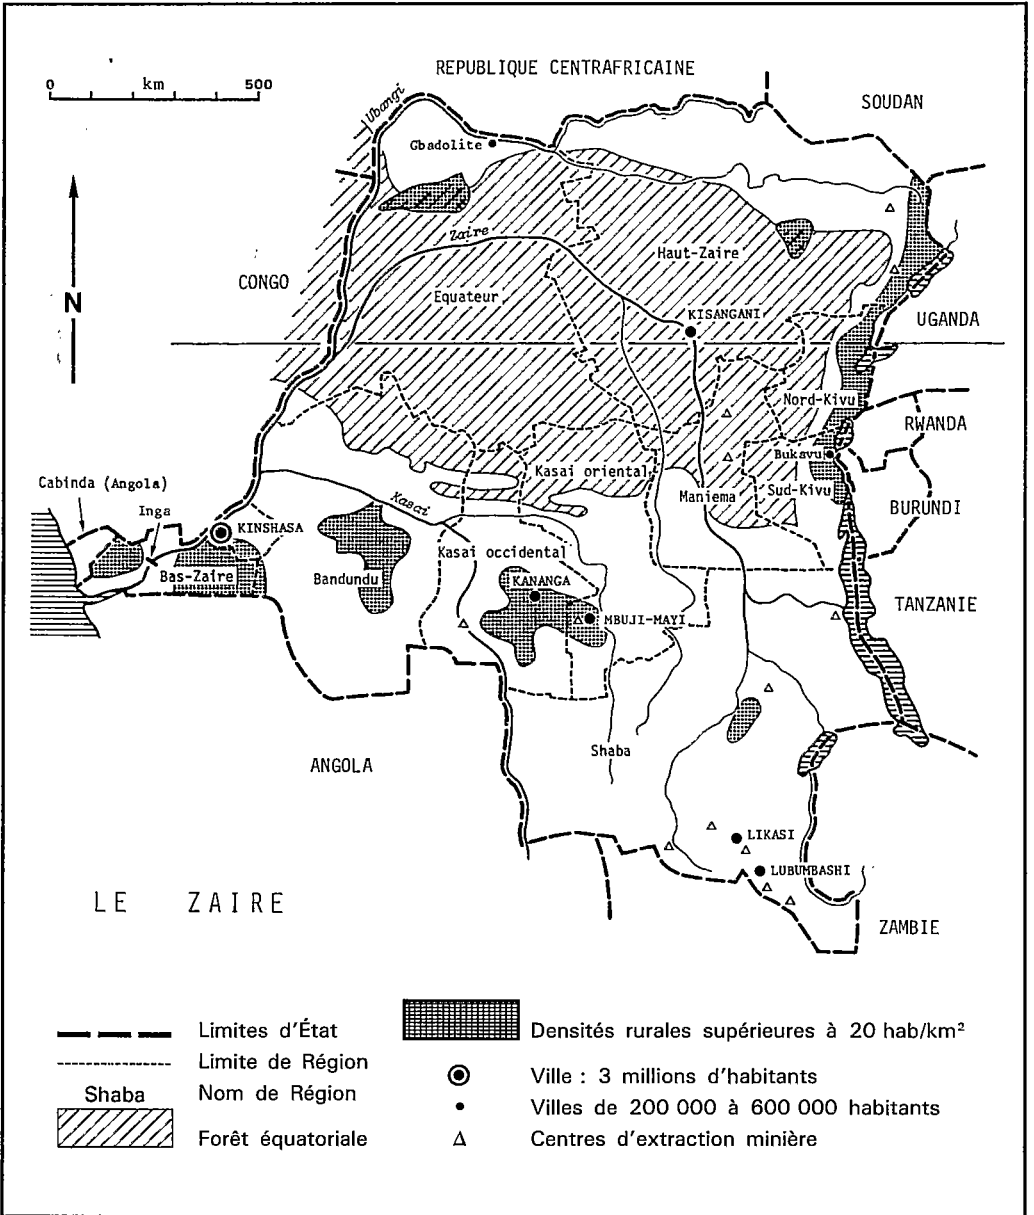 0 km 500
REPUBLIQUE CENTRAFRICAINE
SOUDAN
Ubangi
Gbadolite
Zaire
Haut-Zaire
CONGO
N
Equateur
KISANGANI
UGANDA
Nord-Kivu
RWANDA
Bukavu
Kasai oriental
Cabinda (Angola)
Maniema
Sud-Kivu
Kasai
Inga
BURUNDI
KINSHASA
Kasai occidental
Bas-Zaire
Bandundu
KANANGA
TANZANIE
MBUJI-MAYI
Shaba
ANGOLA
LIKASI
LUBUMBASHI
LE ZAIRE
ZAMBIE
Limites d'État
Limite de Région
Shaba Nom de Région
Forêt équatoriale
Densités rurales supérieures à 20 hab/km²
Ville : 3 millions d'habitants
Villes de 200 000 à 600 000 habitants
Centres d'extraction minière